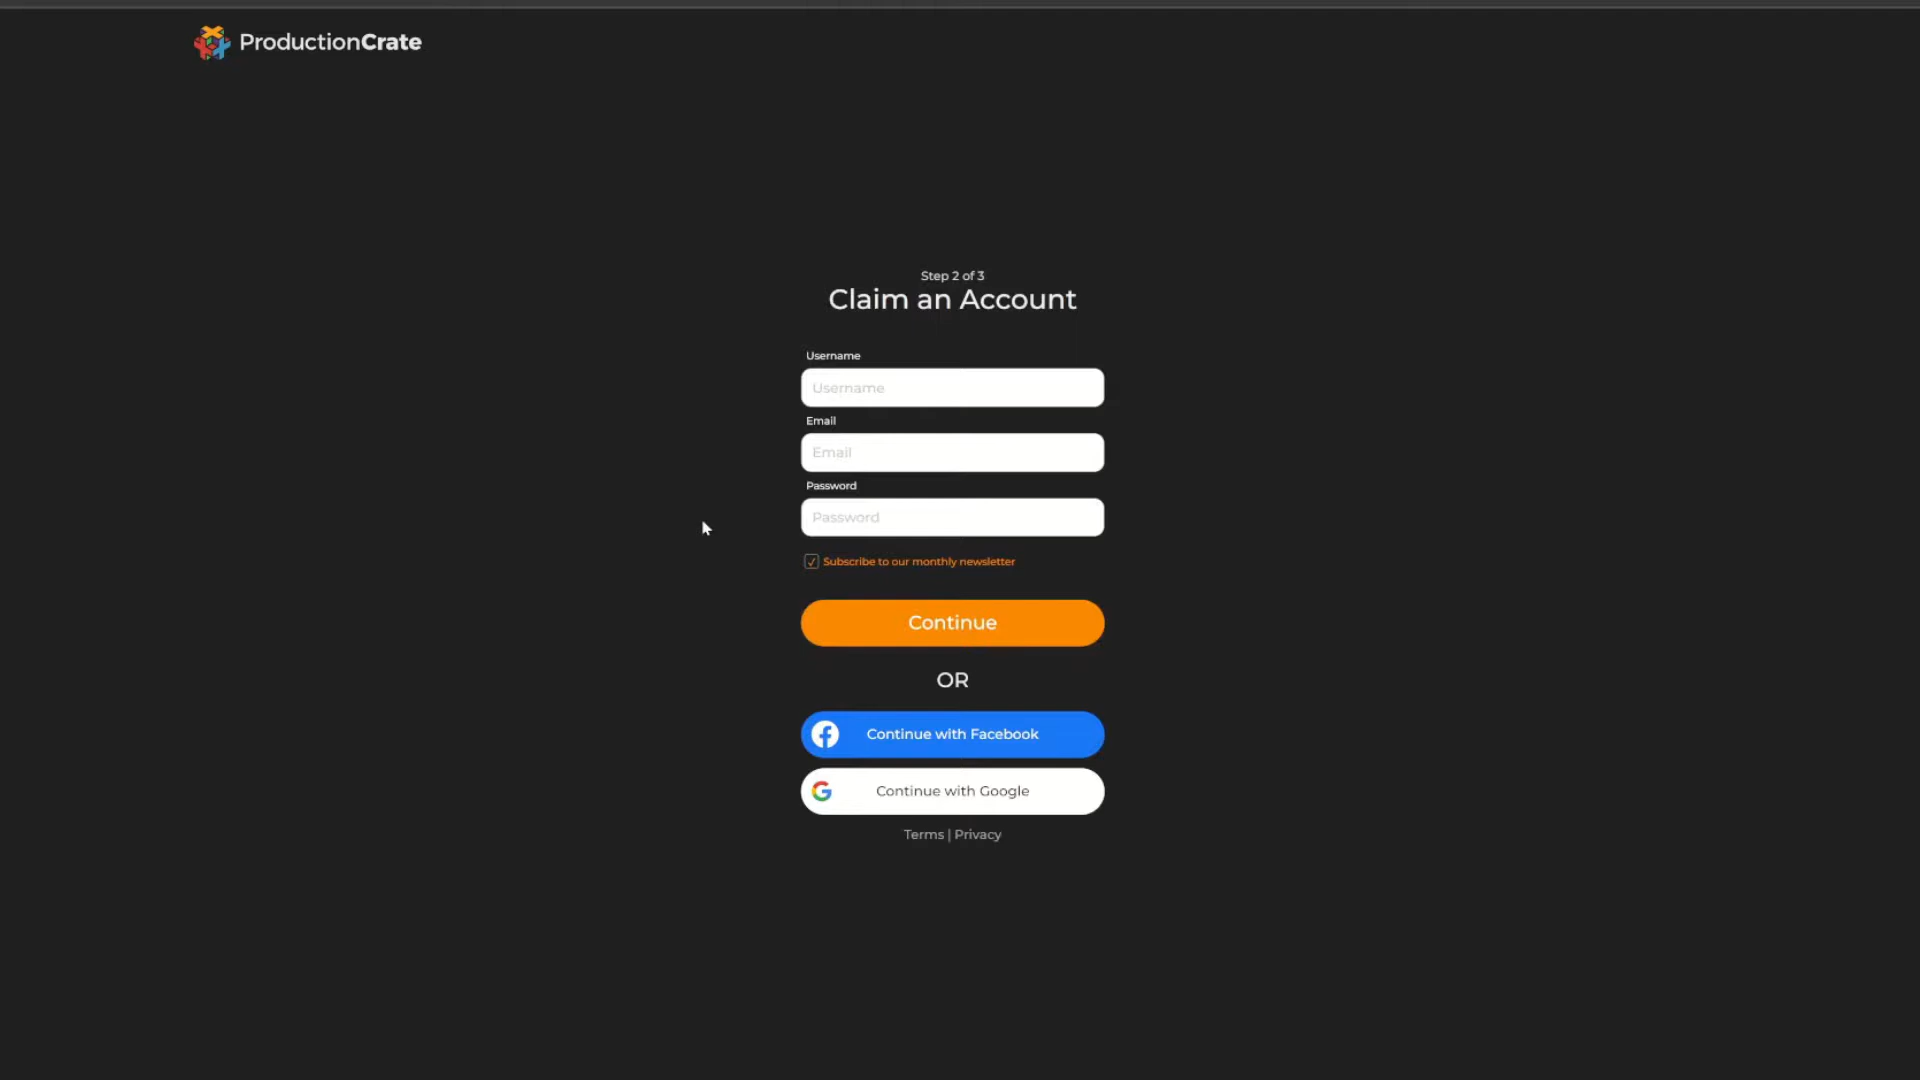 ProductionCrate
Step 2 of 3
Claim an Account
Username
Username
Email
Email
Password
Password
Subscribe to our monthly newsletter
Continue
OR
Continue with Facebook
Continue with Google
Terms | Privacy